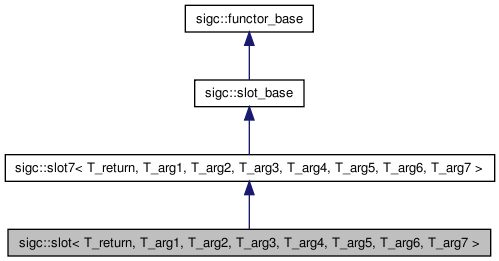 sigc::functor_base
sigc::slot_base
sigc::slot7< T_return, T_arg1, T_arg2, T_arg3, T_arg4, T_arg5, T_arg6, T_arg7 >
sigc::slot< T_return, T_arg1, T_arg2, T_arg3, T_arg4, T_arg5, T_arg6, T_arg7 >